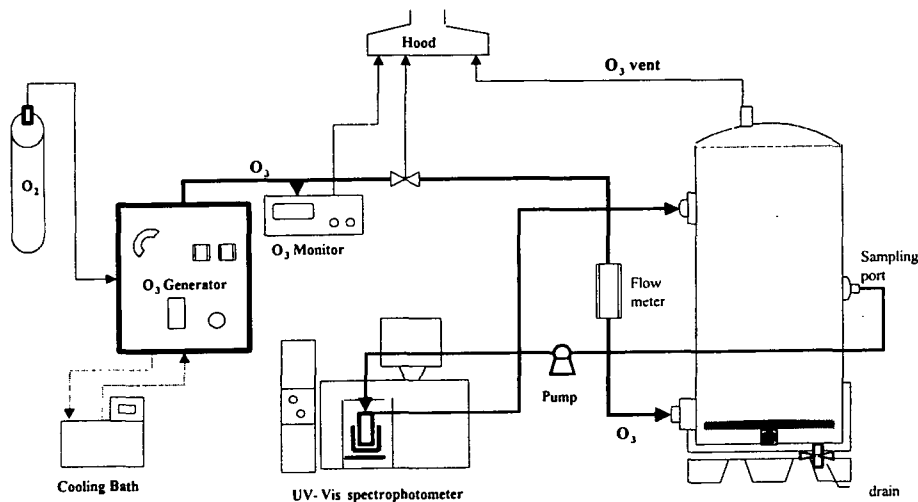 Hood
O₃ vent
O₃
O₂
O₃ Monitor
O₃ Generator
Sampling
port
Flow
meter
Pump
O₃
Cooling Bath
UV- Vis spectrophotometer
drain